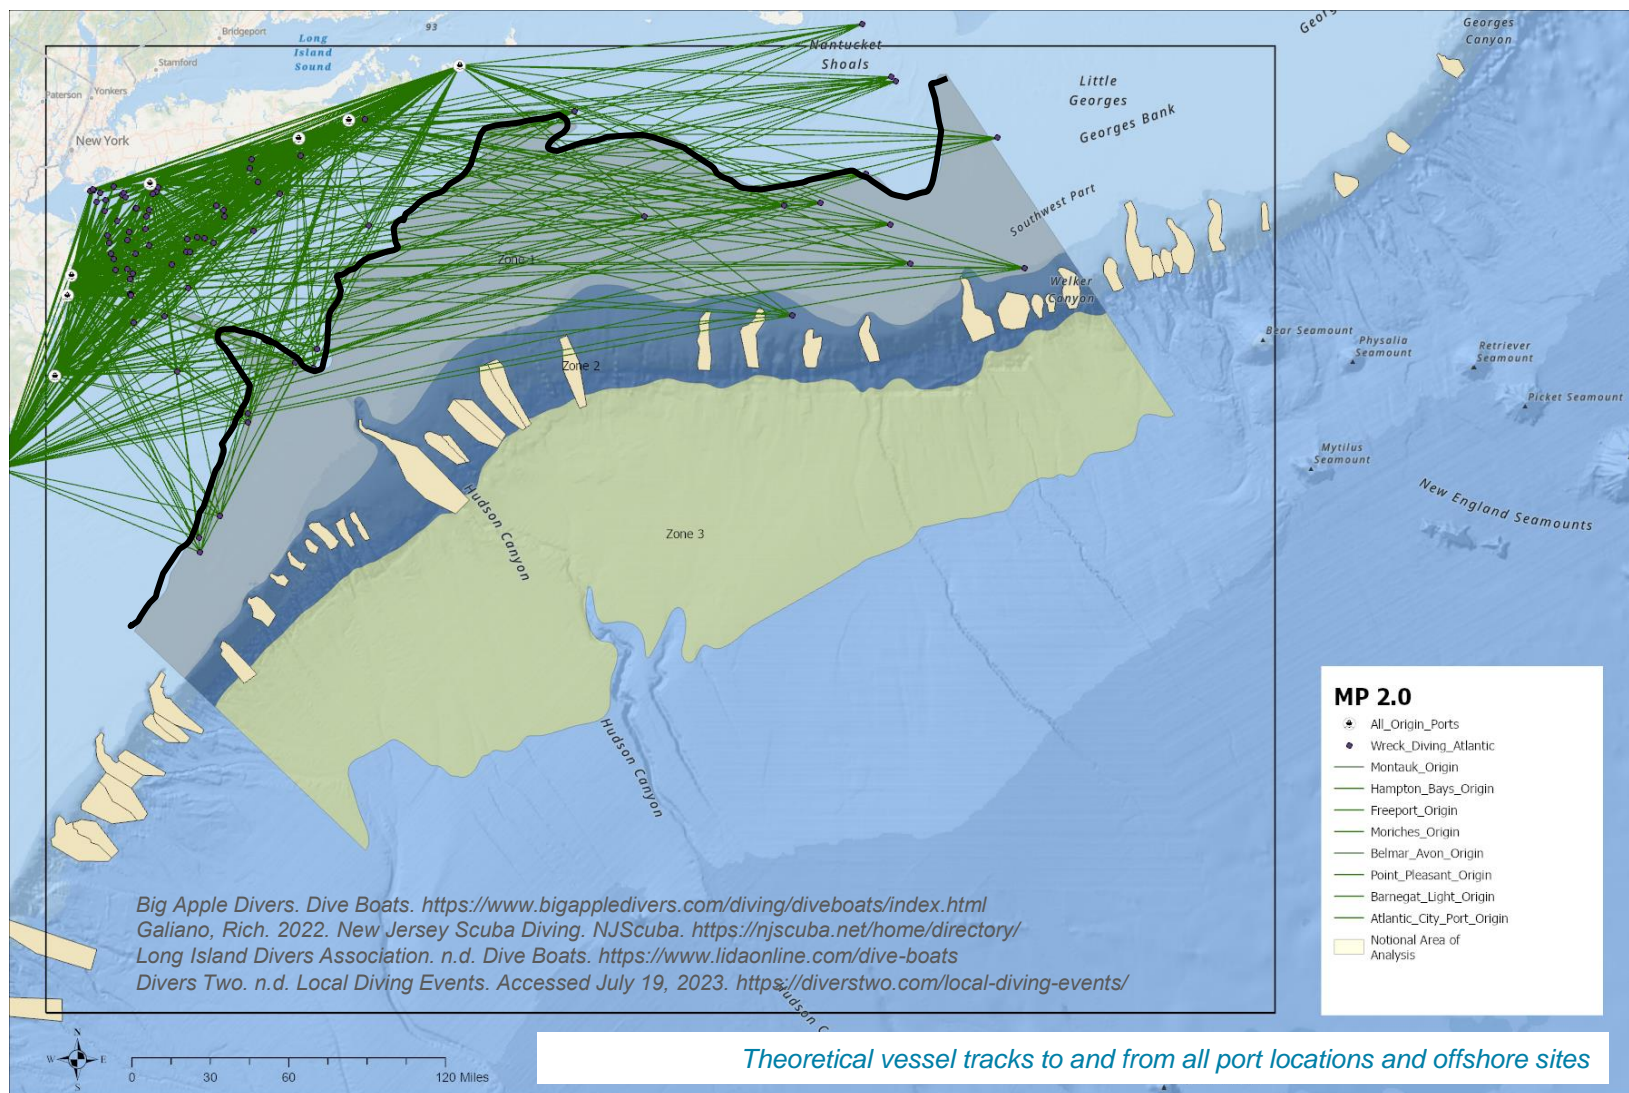 Bridgeport
93
Long
Island
Sound
Stamford
Paterson
Yonkers
New York
Nantucket
Shoals
Georges
Canyon
Little
Georges
Georges Bank
Southwest Part
Welker
Canyon
Zone 1
Zone 2
Zone 3
Bear Seamount
Physalia
Seamount
Retriever
Seamount
Picket Seamount
Mytilus
Seamount
New England Seamounts
Hudson Canyon
Hudson Canyon
MP 2.0
All_Origin_Ports
Wreck_Diving_Atlantic
Montauk_Origin
Hampton_Bays_Origin
Freeport_Origin
Moriches_Origin
Belmar_Avon_Origin
Point_Pleasant_Origin
Barnegat_Light_Origin
Atlantic_City_Port_Origin
Notional Area of
Analysis
Big Apple Divers. Dive Boats. https://www.bigappledivers.com/diving/diveboats/index.html
Galiano, Rich. 2022. New Jersey Scuba Diving. NJScuba. https://njscuba.net/home/directory/
Long Island Divers Association. n.d. Dive Boats. https://www.lidaonline.com/dive-boats
Divers Two. n.d. Local Diving Events. Accessed July 19, 2023. https://diverstwo.com/local-diving-events/
Hudson C
N
W E
S
0 30 60 120 Miles
Theoretical vessel tracks to and from all port locations and offshore sites